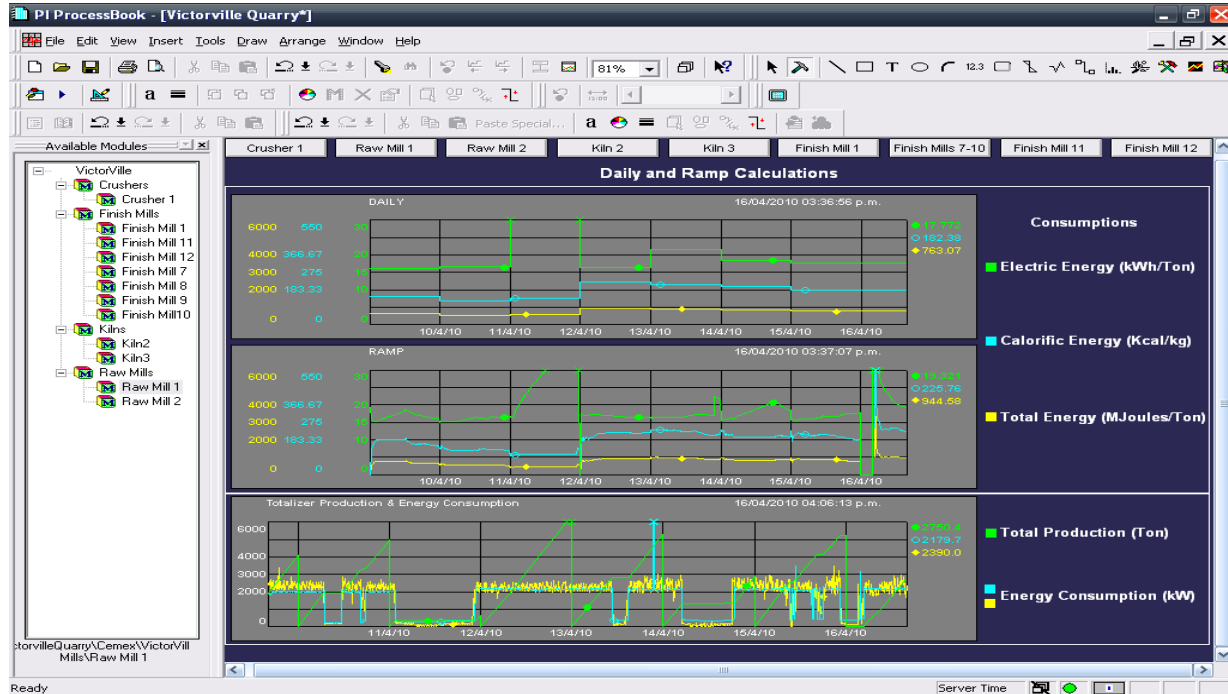 PI ProcessBook - [Victorville Quarry*]
File Edit View Insert Tools Draw Arrange Window Help
81%
12.3
Paste Special...
Available Modules
VictorVille
Crushers
Crusher 1
Finish Mills
Finish Mill 1
Finish Mill 11
Finish Mill 12
Finish Mill 7
Finish Mill 8
Finish Mill 9
Finish Mill10
Kilns
Kiln2
Kiln3
Raw Mills
Raw Mill 1
Raw Mill 2
torvilleQuarry\Cemex\VictorVill
Mills\Raw Mill 1
Crusher 1 Raw Mill 1 Raw Mill 2 Kiln 2 Kiln 3 Finish Mill 1 Finish Mills 7-10 Finish Mill 11 Finish Mill 12
Daily and Ramp Calculations
DAILY 16/04/2010 03:36:56 p.m.
6000 550 30
17.772
182.38
4000 366.67 20
763.07
3000 275 15
2000 183.33 10
0 0 0
10/4/10 11/4/10 12/4/10 13/4/10 14/4/10 15/4/10 16/4/10
RAMP 16/04/2010 03:37:07 p.m.
6000 550 30
225.76
4000 366.67 20
944.58
3000 275 15
2000 183.33 10
0 0
10/4/10 11/4/10 12/4/10 13/4/10 14/4/10 15/4/10 16/4/10
Totalizer Production & Energy Consumption 16/04/2010 04:06:13 p.m.
6000
2179.7
4000
2390.0
3000
2000
0
11/4/10 12/4/10 13/4/10 14/4/10 15/4/10 16/4/10
Consumptions
Electric Energy (kWh/Ton)
Calorific Energy (Kcal/kg)
Total Energy (MJoules/Ton)
Total Production (Ton)
Energy Consumption (kW)
Ready
Server Time